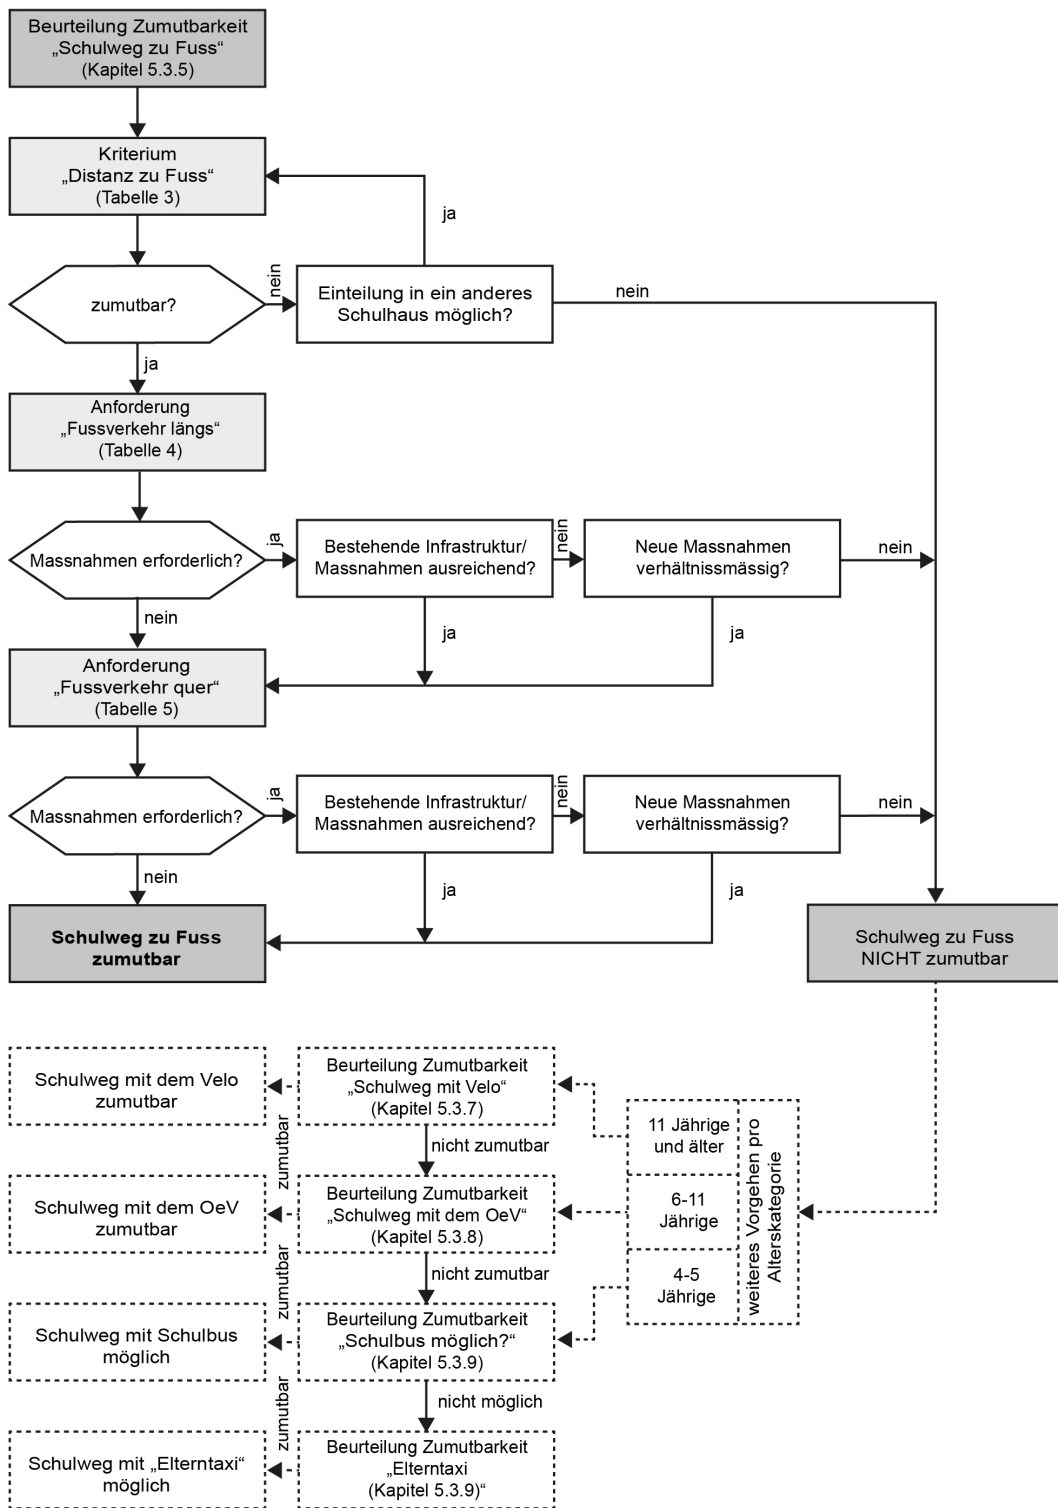 Beurteilung Zumutbarkeit
„Schulweg zu Fuss“
(Kapitel 5.3.5)
Kriterium
„Distanz zu Fuss“
(Tabelle 3)
ja
zumutbar?
nein
Einteilung in ein anderes
Schulhaus möglich?
nein
ja
Anforderung
„Fussverkehr längs“
(Tabelle 4)
Massnahmen erforderlich?
ja
Bestehende Infrastruktur/
Massnahmen ausreichend?
nein
Neue Massnahmen
verhältnissmässig?
nein
nein
ja
ja
Anforderung
„Fussverkehr quer“
(Tabelle 5)
Massnahmen erforderlich?
ja
Bestehende Infrastruktur/
Massnahmen ausreichend?
nein
Neue Massnahmen
verhältnissmässig?
nein
nein
ja
ja
Schulweg zu Fuss
zumutbar
Schulweg zu Fuss
NICHT zumutbar
Schulweg mit dem Velo
zumutbar
zumutbar
Beurteilung Zumutbarkeit
„Schulweg mit Velo“
(Kapitel 5.3.7)
nicht zumutbar
11 Jährige
und älter
6-11
Jährige
4-5
Jährige
weiteres Vorgehen pro
Alterskategorie
Schulweg mit dem OeV
zumutbar
zumutbar
Beurteilung Zumutbarkeit
„Schulweg mit dem OeV“
(Kapitel 5.3.8)
nicht zumutbar
Schulweg mit Schulbus
möglich
zumutbar
Beurteilung Zumutbarkeit
„Schulbus möglich?“
(Kapitel 5.3.9)
nicht möglich
Schulweg mit „Elterntaxi“
möglich
Beurteilung Zumutbarkeit
„Elterntaxi
(Kapitel 5.3.9)“